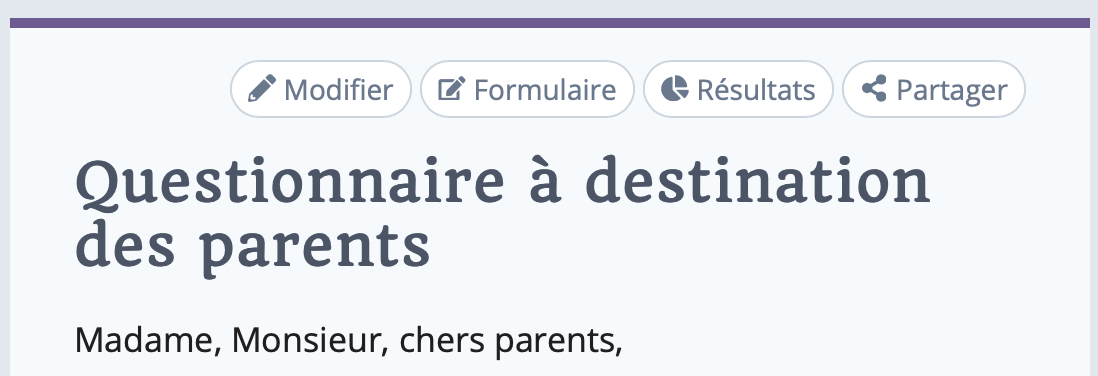 Modifier Formulaire Résultats Partager
Questionnaire à destination
des parents
Madame, Monsieur, chers parents,